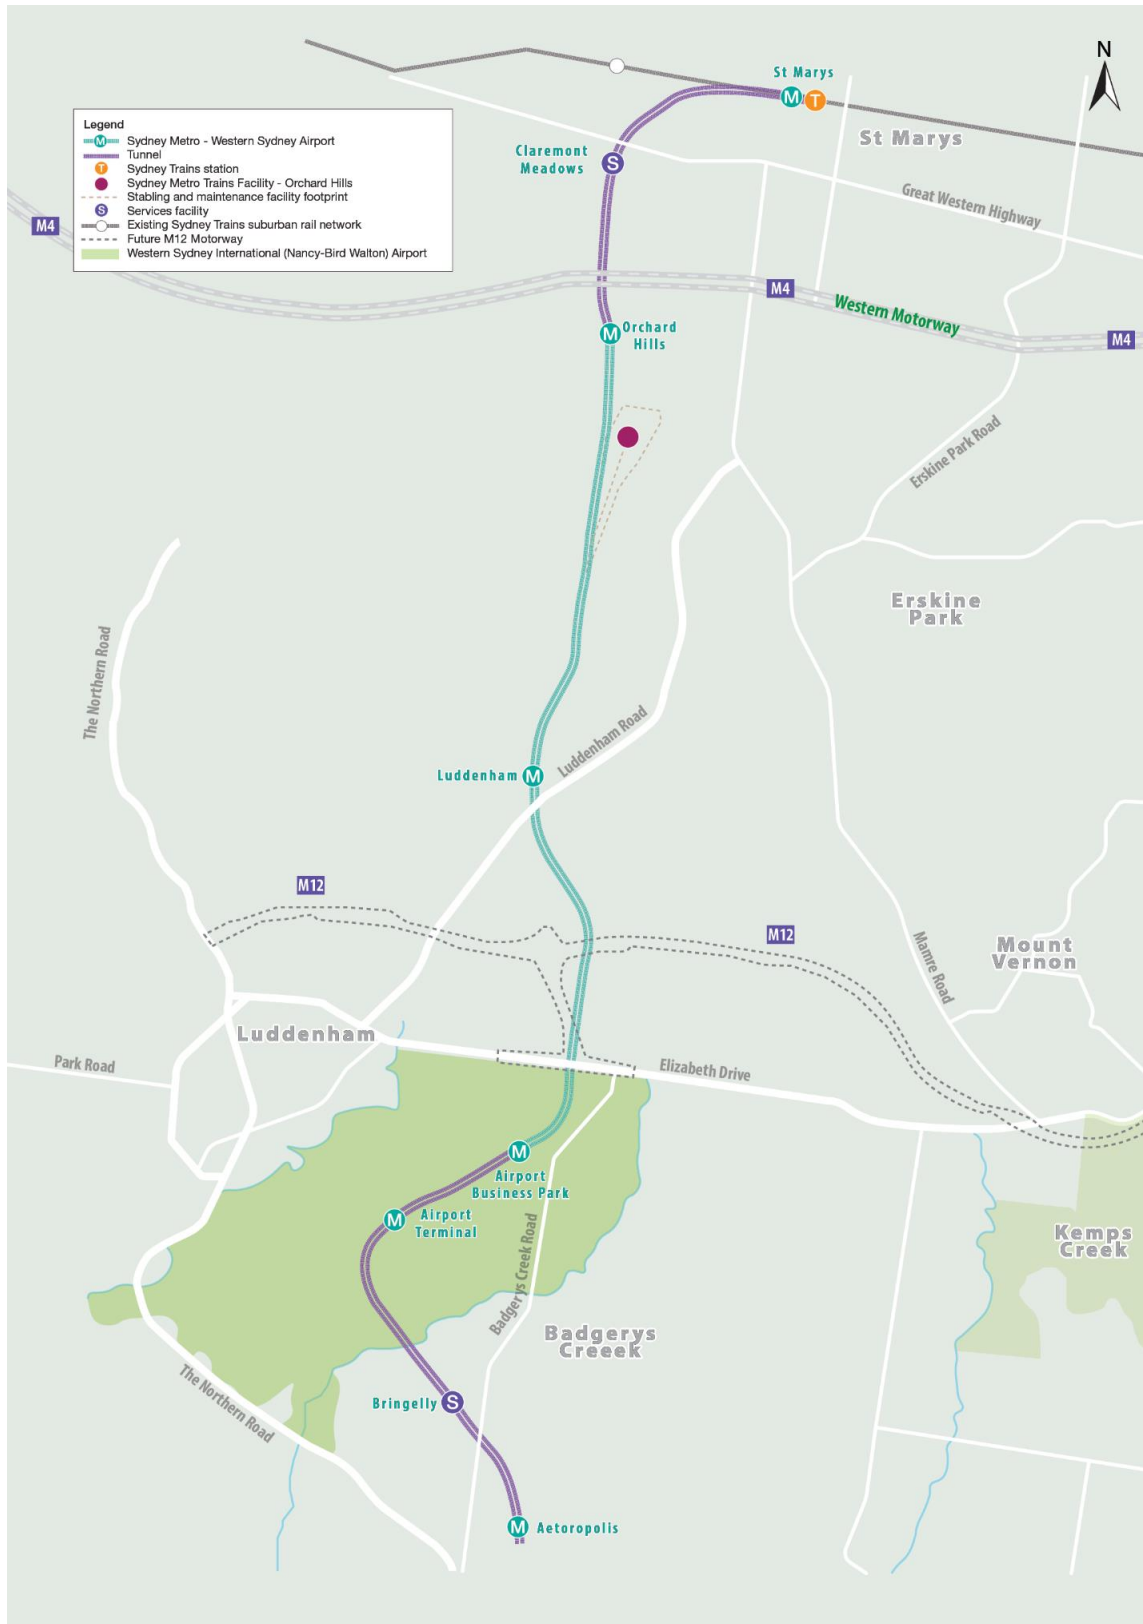 N
St Marys
M
T
St Marys
Legend
M Sydney Metro - Western Sydney Airport
Tunnel
T Sydney Trains station
Sydney Metro Trains Facility - Orchard Hills
Stabling and maintenance facility footprint
S Services facility
Existing Sydney Trains suburban rail network
Future M12 Motorway
Western Sydney International (Nancy-Bird Walton) Airport
Claremont
Meadows
S
Great Western Highway
M4
M4
Western Motorway
M4
M
Orchard
Hills
Erskine Park Road
Erskine
Park
The Northern Road
Luddenham Road
Luddenham
M
M12
M12
Mamre Road
Mount
Vernon
Luddenham
Park Road
Elizabeth Drive
M
Airport
Business Park
M
Airport
Terminal
Badgerys Creek Road
Kemps
Creek
Badgerys
Creeek
The Northern Road
Bringelly
S
M
Aetoropolis